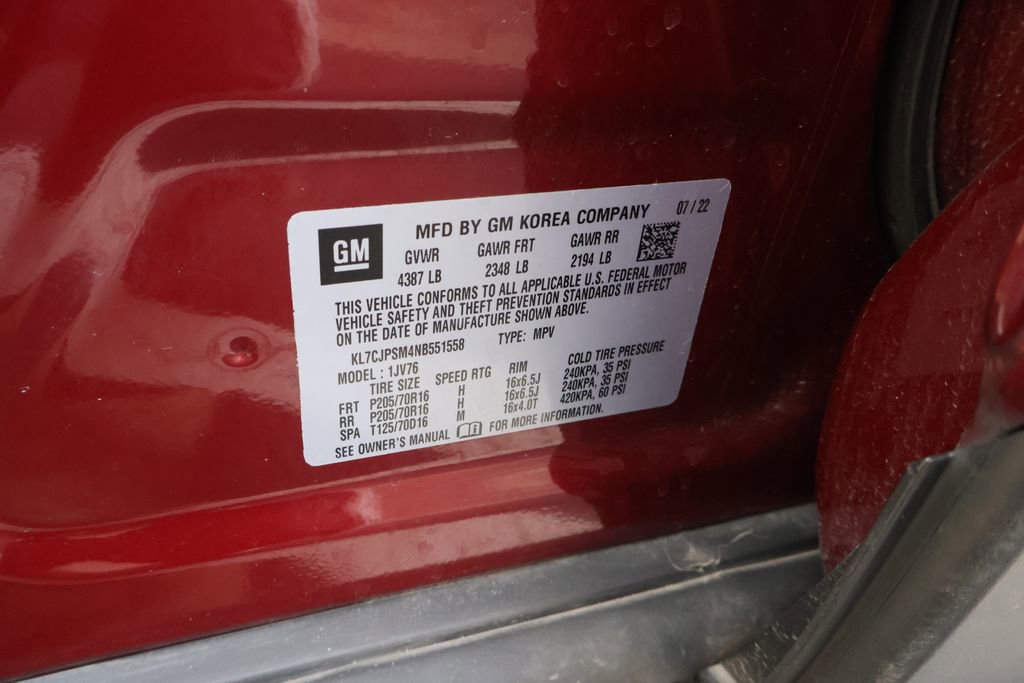 GM
MFD BY GM KOREA COMPANY 07 / 22
GVWR GAWR FRT GAWR RR
4387 LB 2348 LB 2194 LB
THIS VEHICLE CONFORMS TO ALL APPLICABLE U.S. FEDERAL MOTOR
VEHICLE SAFETY AND THEFT PREVENTION STANDARDS IN EFFECT
ON THE DATE OF MANUFACTURE SHOWN ABOVE.
KL7CJPSM4NB551558 TYPE: MPV
MODEL : 1JV76
TIRE SIZE SPEED RTG RIM COLD TIRE PRESSURE
FRT P205/70R16 H 16x6.5J 240KPA, 35 PSI
RR P205/70R16 H 16x6.5J 240KPA, 35 PSI
SPA T125/70D16 M 16x4.0T 420KPA, 60 PSI
SEE OWNER'S MANUAL FOR MORE INFORMATION.